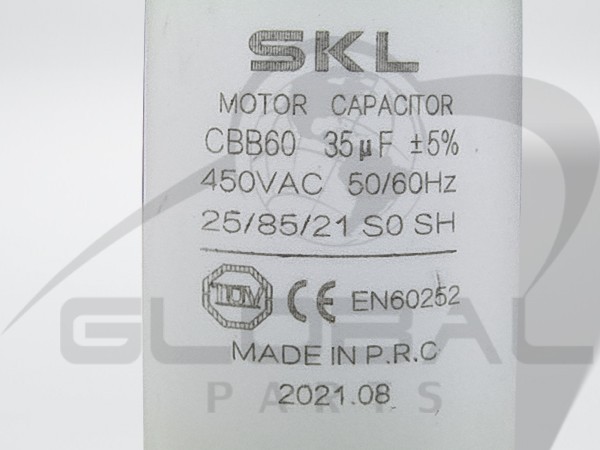 SKL
MOTOR CAPACITOR
CBB60 35µF ±5%
450VAC 50/60Hz
25/85/21 S0 SH
TÜV CE EN60252
MADE IN P.R.C
2021.08
GLOBAL
PARTS